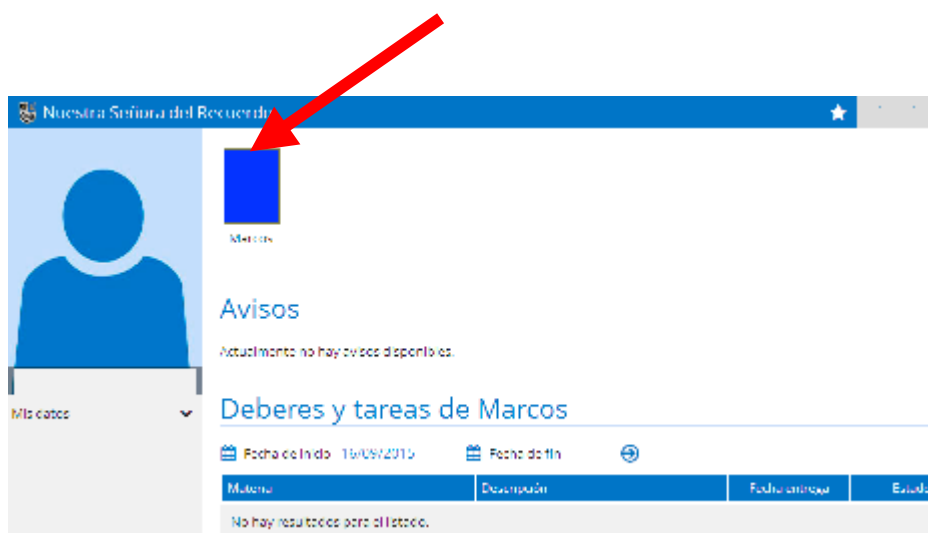 Nuestra Señora del Recuerdo
Marcos
Avisos
Actualmente no hay avisos disponibles.
Mis datos
Deberes y tareas de Marcos
Fecha de inicio 16/09/2015 Fecha de fin
Materia Descripción Fecha entrega Estado
No hay resultados para el listado.